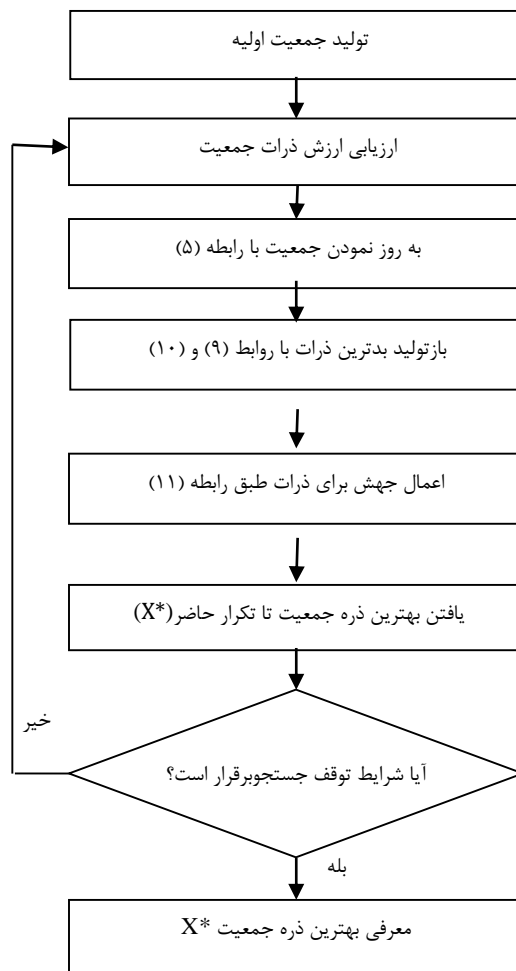 تولید جمعیت اولیه
ارزیابی ارزش ذرات جمعیت
به روز نمودن جمعیت با رابطه (۵)
بازتولید بدترین ذرات با روابط (۹) و (۱۰)
اعمال جهش برای ذرات طبق رابطه (۱۱)
یافتن بهترین ذره جمعیت تا تکرار حاضر(X*)
خیر
آیا شرایط توقف جستجوبرقرار است؟
بله
معرفی بهترین ذره جمعیت X*